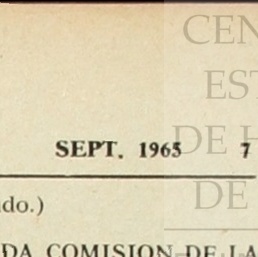 CEN
EST
SEPT. 1965 7
DE H
DE
do.)
DA COMISION DE LA